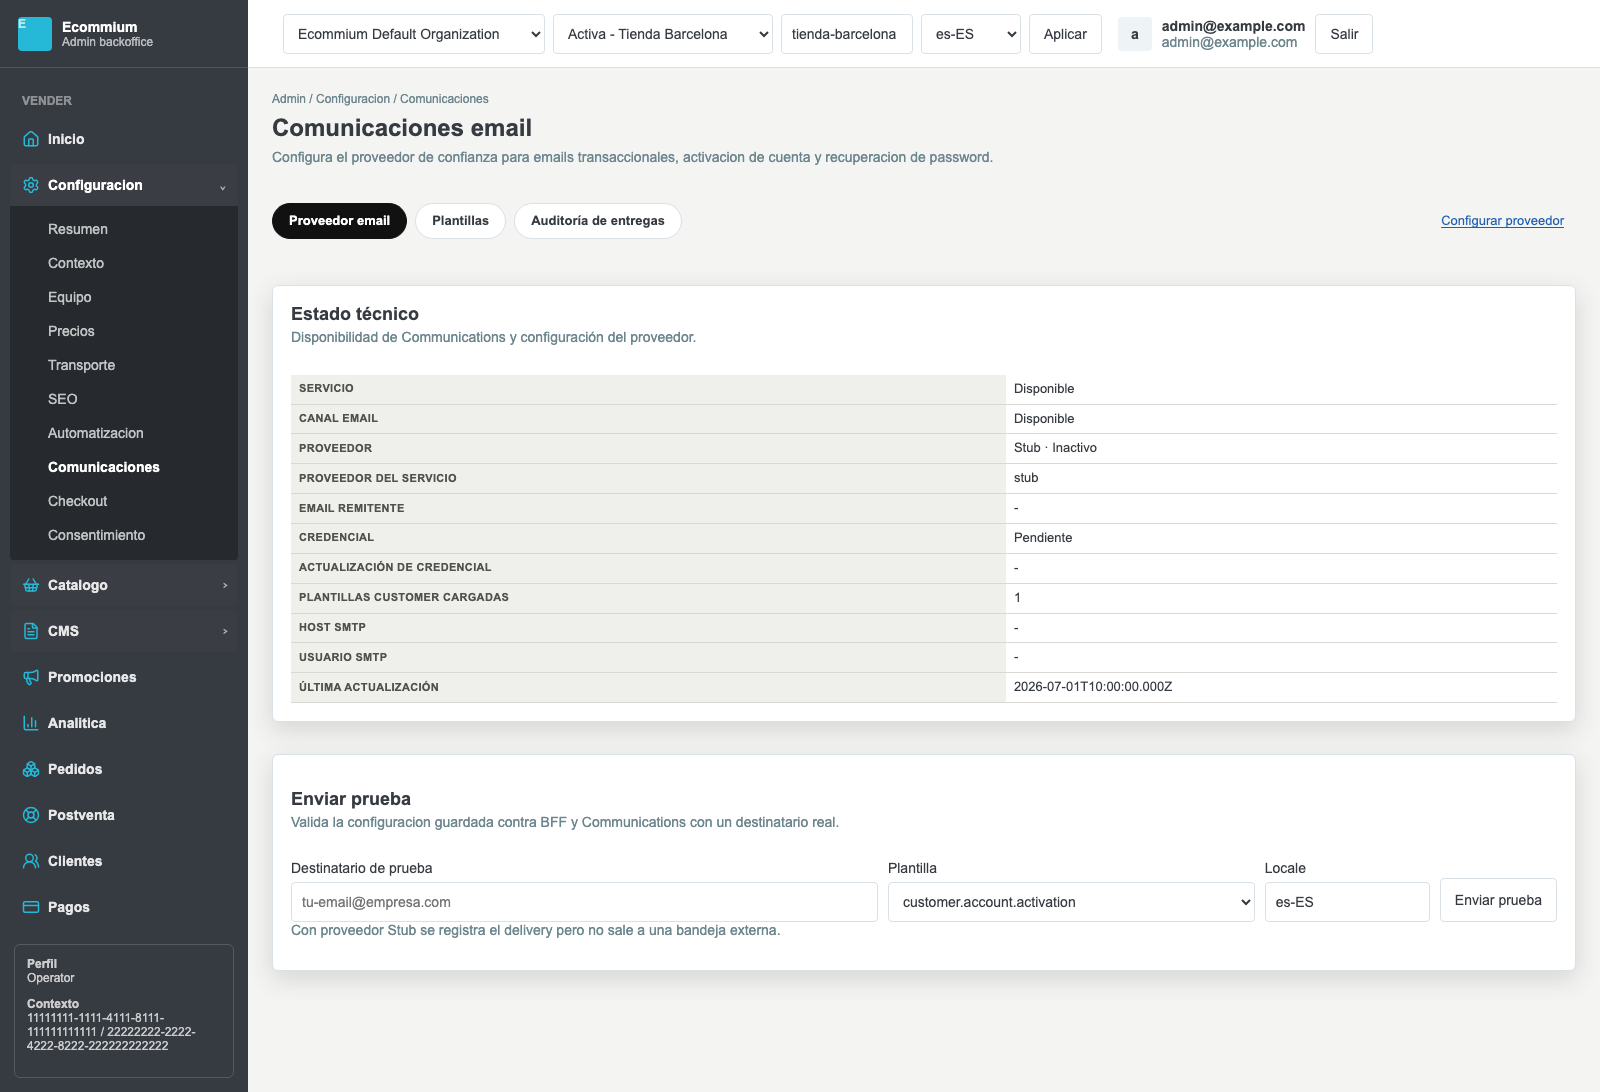 E
Ecommium
Admin backoffice
Ecommium Default Organization
Activa - Tienda Barcelona
tienda-barcelona
es-ES
Aplicar
a
admin@example.com
admin@example.com
Salir
VENDER
Inicio
Configuracion
Resumen
Contexto
Equipo
Precios
Transporte
SEO
Automatizacion
Comunicaciones
Checkout
Consentimiento
Catalogo
CMS
Promociones
Analitica
Pedidos
Postventa
Clientes
Pagos
Perfil
Operator
Contexto
11111111-1111-4111-8111-
111111111111 / 22222222-2222-
4222-8222-222222222222
Admin / Configuracion / Comunicaciones
Comunicaciones email
Configura el proveedor de confianza para emails transaccionales, activacion de cuenta y recuperacion de password.
Proveedor email
Plantillas
Auditoría de entregas
Configurar proveedor
Estado técnico
Disponibilidad de Communications y configuración del proveedor.
SERVICIO Disponible
CANAL EMAIL Disponible
PROVEEDOR Stub · Inactivo
PROVEEDOR DEL SERVICIO stub
EMAIL REMITENTE -
CREDENCIAL Pendiente
ACTUALIZACIÓN DE CREDENCIAL -
PLANTILLAS CUSTOMER CARGADAS 1
HOST SMTP -
USUARIO SMTP -
ÚLTIMA ACTUALIZACIÓN 2026-07-01T10:00:00.000Z
Enviar prueba
Valida la configuracion guardada contra BFF y Communications con un destinatario real.
Destinatario de prueba
tu-email@empresa.com
Plantilla
customer.account.activation
Locale
es-ES
Enviar prueba
Con proveedor Stub se registra el delivery pero no sale a una bandeja externa.